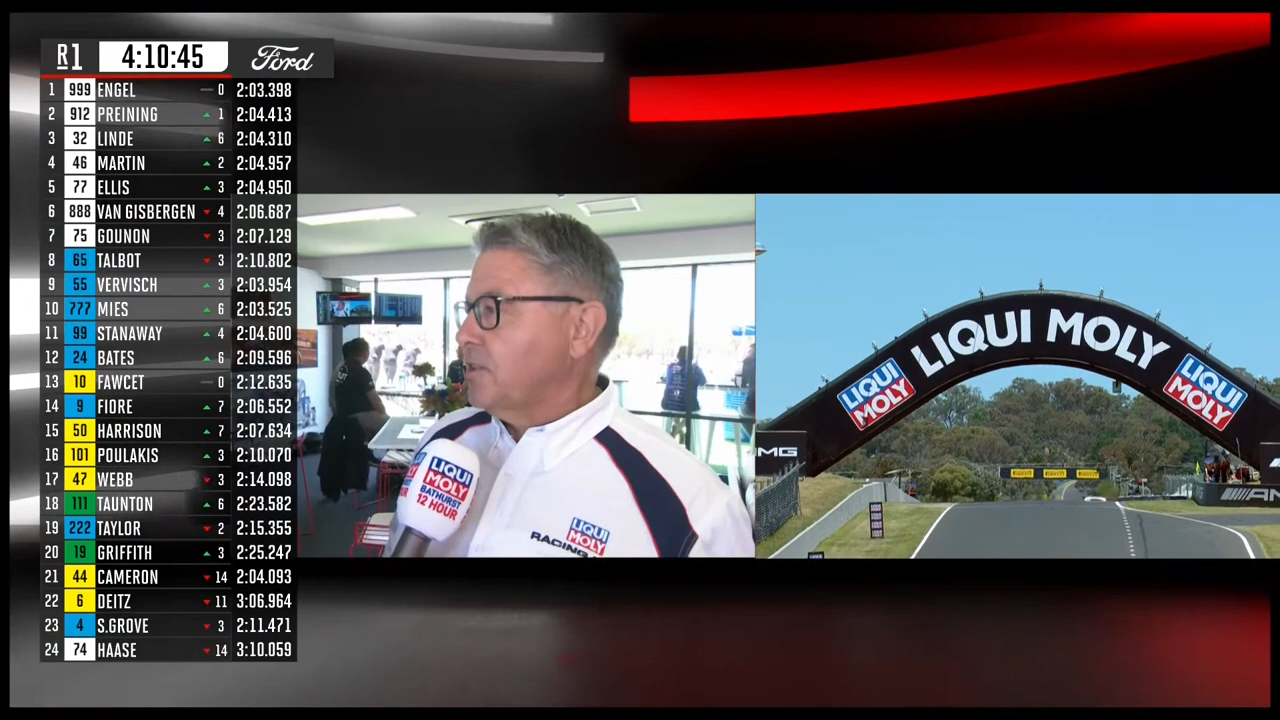 R1 4:10:45 Ford
1 999 ENGEL 0 2:03.398
2 912 PREINING 1 2:04.413
3 32 LINDE 6 2:04.310
4 46 MARTIN 2 2:04.957
5 77 ELLIS 3 2:04.950
6 888 VAN GISBERGEN 4 2:06.687
7 75 GOUNON 3 2:07.129
8 65 TALBOT 3 2:10.802
9 55 VERVISCH 3 2:03.954
10 777 MIES 6 2:03.525
11 99 STANAWAY 4 2:04.600
12 24 BATES 6 2:09.596
13 10 FAWCET 0 2:12.635
14 9 FIORE 7 2:06.552
15 50 HARRISON 7 2:07.634
16 101 POULAKIS 3 2:10.070
17 47 WEBB 3 2:14.098
18 111 TAUNTON 6 2:23.582
19 222 TAYLOR 2 2:15.355
20 19 GRIFFITH 3 2:25.247
21 44 CAMERON 14 2:04.093
22 6 DEITZ 11 3:06.964
23 4 S.GROVE 3 2:11.471
24 74 HAASE 14 3:10.059
LIQUI
MOLY
BATHURST
12 HOUR
LIQUI
MOLY
RACING
LIQUI MOLY
LIQUI
MOLY
LIQUI
MOLY
AMG